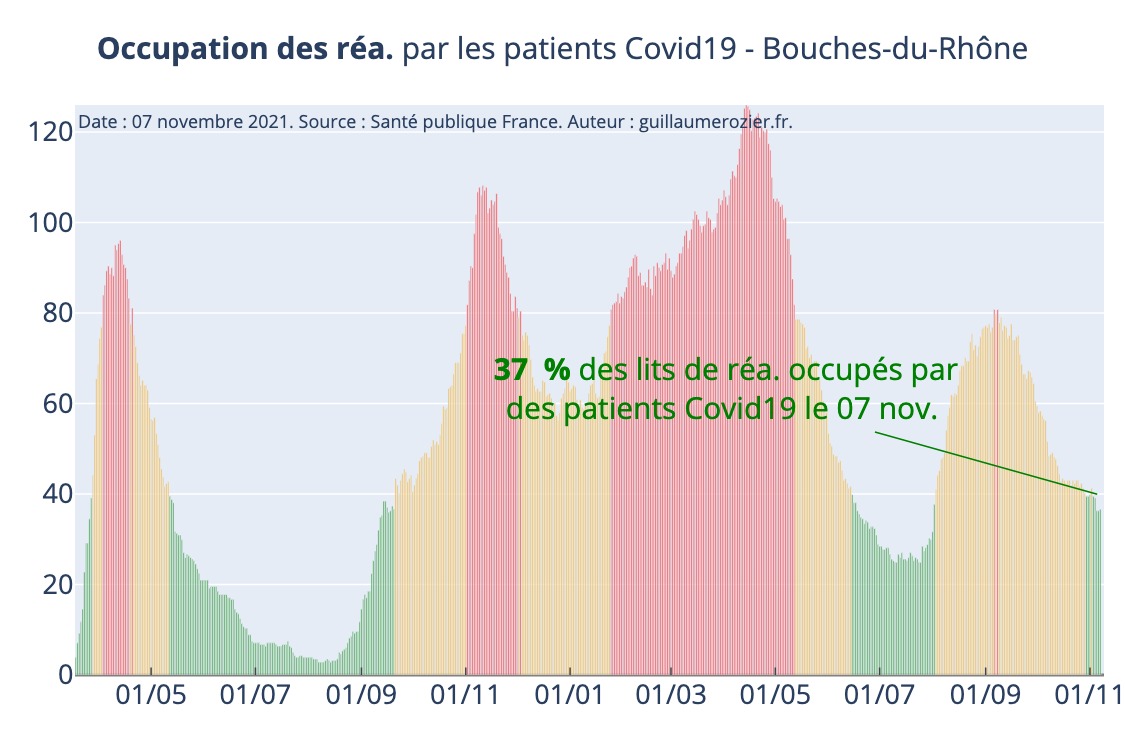 Occupation des réa. par les patients Covid19 - Bouches-du-Rhône
Date : 07 novembre 2021. Source : Santé publique France. Auteur : guillaumerozier.fr.
120
100
80
60
40
20
0
37 % des lits de réa. occupés par
des patients Covid19 le 07 nov.
01/05 01/07 01/09 01/11 01/01 01/03 01/05 01/07 01/09 01/11